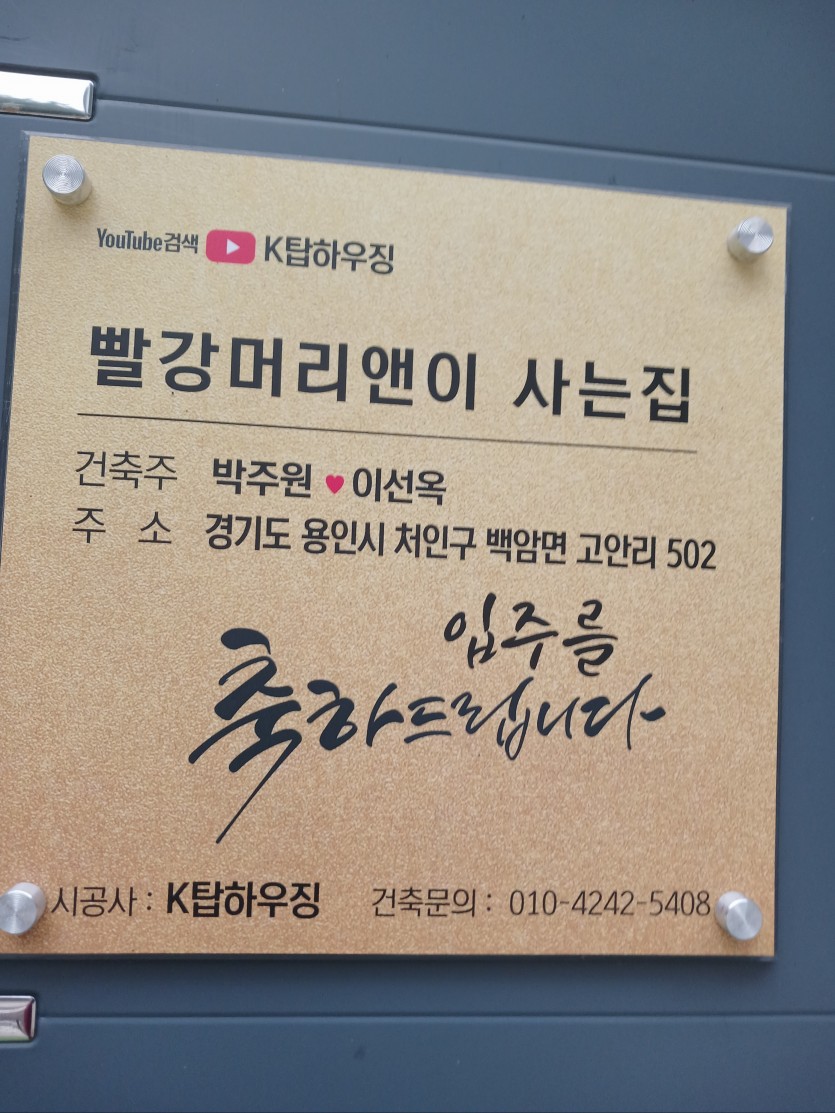 YouTube검색 K탑하우징
빨강머리앤이 사는집
건축주 박주원 ♥ 이선옥
주 소 경기도 용인시 처인구 백암면 고안리 502
입주를
축하드립니다
시공사 : K탑하우징 건축문의 : 010-4242-5408